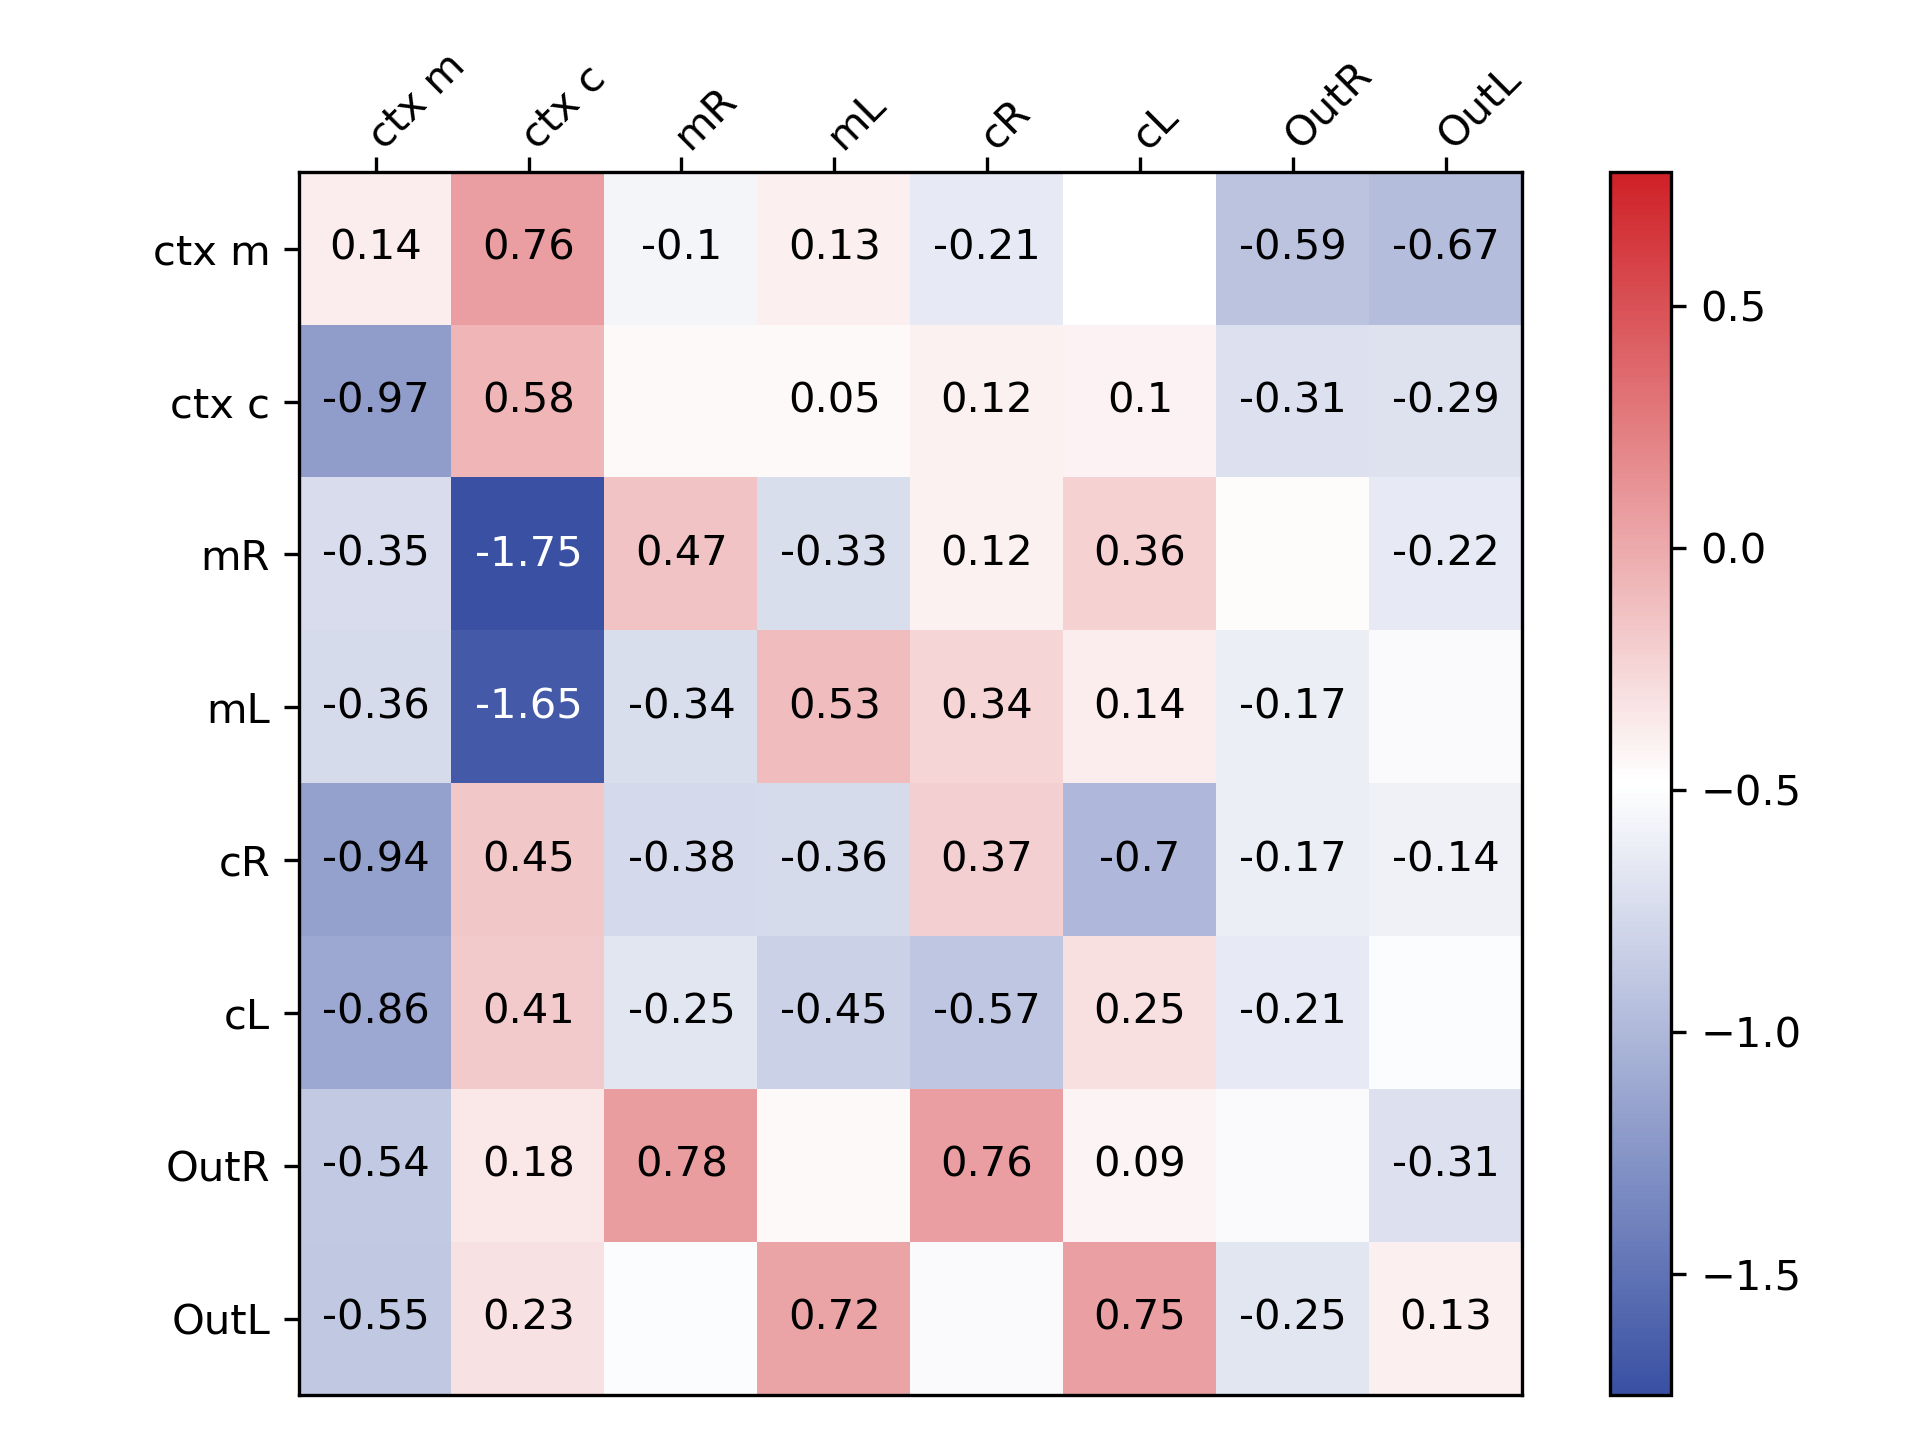 ctx m ctx c mR mL cR cL OutR OutL
ctx m 0.14 0.76 -0.1 0.13 -0.21 -0.59 -0.67
ctx c -0.97 0.58 0.05 0.12 0.1 -0.31 -0.29
mR -0.35 -1.75 0.47 -0.33 0.12 0.36 -0.22
mL -0.36 -1.65 -0.34 0.53 0.34 0.14 -0.17
cR -0.94 0.45 -0.38 -0.36 0.37 -0.7 -0.17 -0.14
cL -0.86 0.41 -0.25 -0.45 -0.57 0.25 -0.21
OutR -0.54 0.18 0.78 0.76 0.09 -0.31
OutL -0.55 0.23 0.72 0.75 -0.25 0.13
0.5
0.0
−0.5
−1.0
−1.5